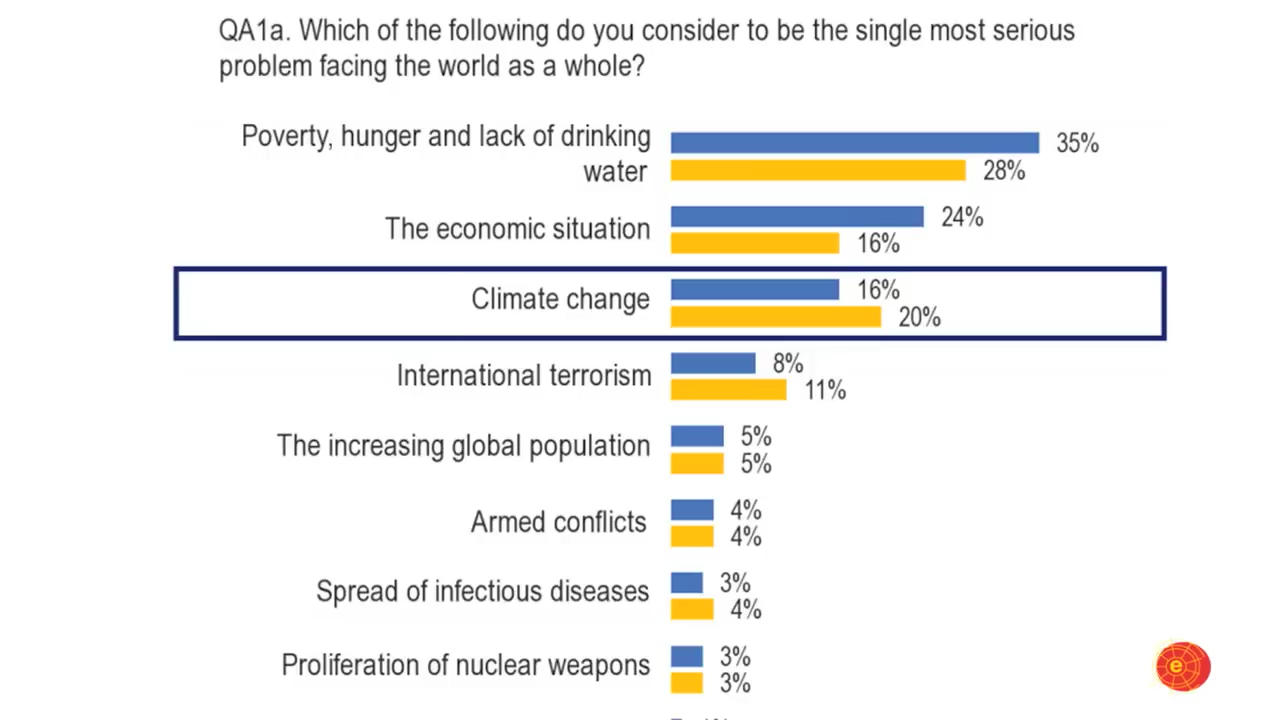 QA1a. Which of the following do you consider to be the single most serious
problem facing the world as a whole?
Poverty, hunger and lack of drinking
water
35%
28%
The economic situation
24%
16%
Climate change
16%
20%
International terrorism
8%
11%
The increasing global population
5%
5%
Armed conflicts
4%
4%
Spread of infectious diseases
3%
4%
Proliferation of nuclear weapons
3%
3%
e